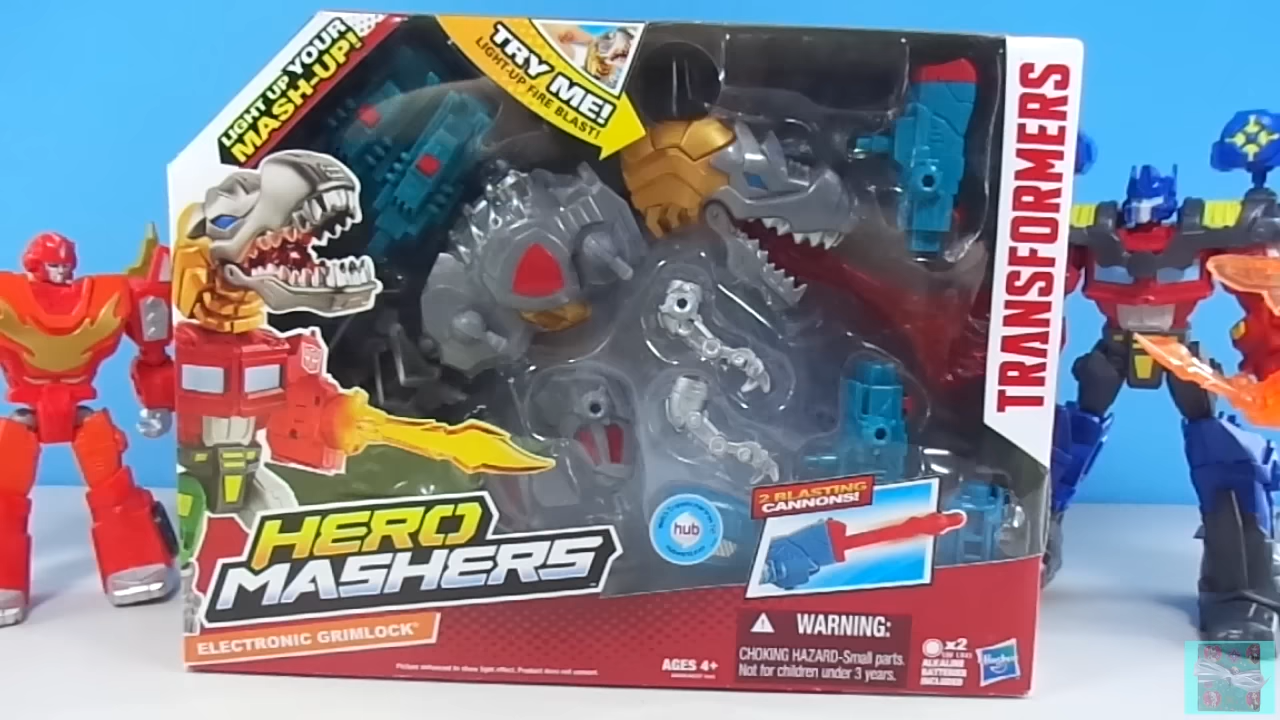 LIGHT UP YOUR
MASH-UP!
TRY ME!
LIGHT-UP FIRE BLAST!
TRANSFORMERS
hub
2 BLASTING
CANNONS!
HERO
MASHERS
ELECTRONIC GRIMLOCK
AGES 4+
WARNING:
CHOKING HAZARD-Small parts.
Not for children under 3 years.
x2
ALKALINE
BATTERIES
INCLUDED
Hasbro